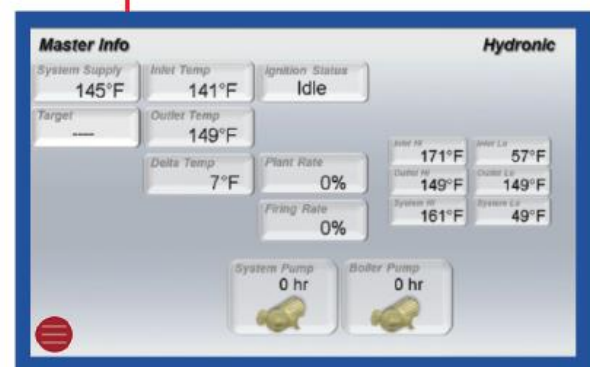 Master Info
Hydronic
System Supply
145°F
Inlet Temp
141°F
Ignition Status
Idle
Target
----
Outlet Temp
149°F
Delta Temp
7°F
Plant Rate
0%
Firing Rate
0%
Inlet Hi
171°F
Inlet Lo
57°F
Outlet Hi
149°F
Outlet Lo
149°F
System Hi
161°F
System Lo
49°F
System Pump
0 hr
Boiler Pump
0 hr